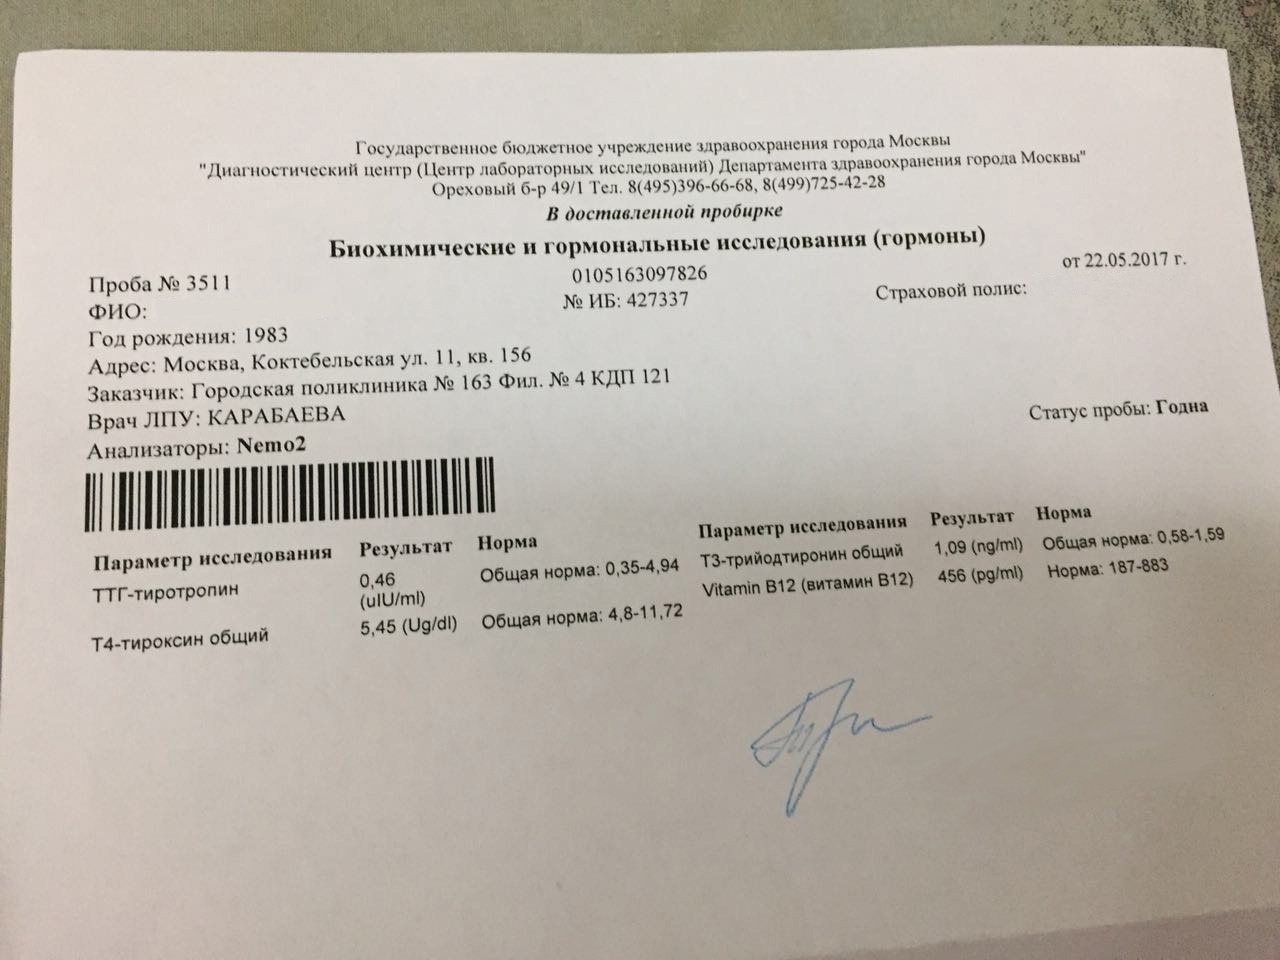 Государственное бюджетное учреждение здравоохранения города Москвы
"Диагностический центр (Центр лабораторных исследований) Департамента здравоохранения города Москвы"
Ореховый б-р 49/1 Тел. 8(495)396-66-68, 8(499)725-42-28
В доставленной пробирке
Биохимические и гормональные исследования (гормоны)
Проба № 3511 0105163097826 от 22.05.2017 г.
ФИО: № ИБ: 427337 Страховой полис:
Год рождения: 1983
Адрес: Москва, Коктебельская ул. 11, кв. 156
Заказчик: Городская поликлиника № 163 Фил. № 4 КДП 121
Врач ЛПУ: КАРАБАЕВА Статус пробы: Годна
Анализаторы: Nemo2
Параметр исследования Результат Норма Параметр исследования Результат Норма
ТТГ-тиротропин 0,46 (uIU/ml) Общая норма: 0,35-4,94 Т3-трийодтиронин общий 1,09 (ng/ml) Общая норма: 0,58-1,59
Т4-тироксин общий 5,45 (Ug/dl) Общая норма: 4,8-11,72 Vitamin B12 (витамин В12) 456 (pg/ml) Норма: 187-883